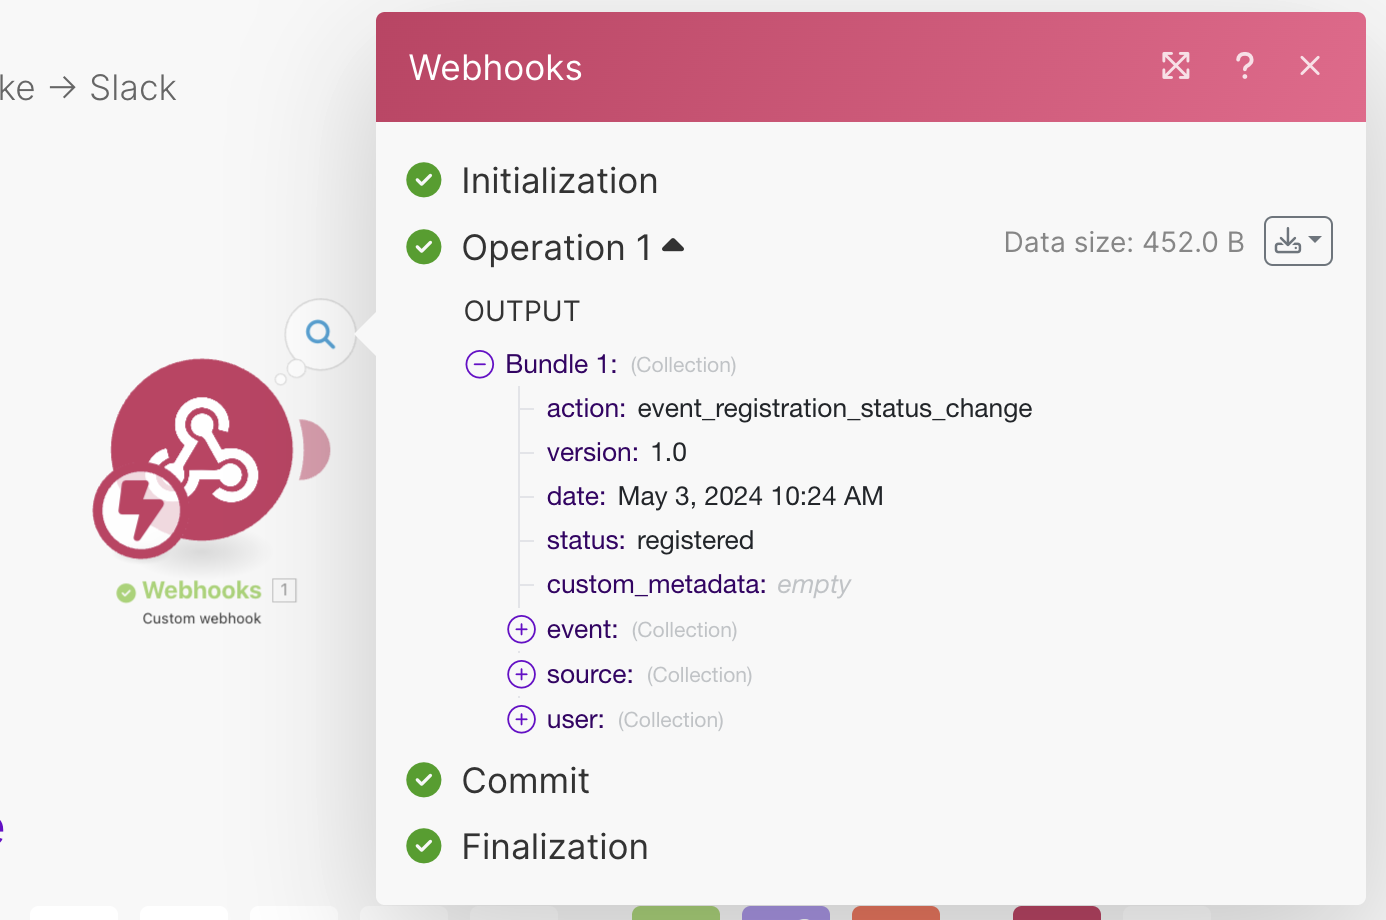 ke → Slack
Webhooks
Initialization
Operation 1
Data size: 452.0 B
OUTPUT
Bundle 1: (Collection)
action: event_registration_status_change
version: 1.0
date: May 3, 2024 10:24 AM
status: registered
custom_metadata: empty
event: (Collection)
source: (Collection)
user: (Collection)
Commit
Finalization
Webhooks 1
Custom webhook